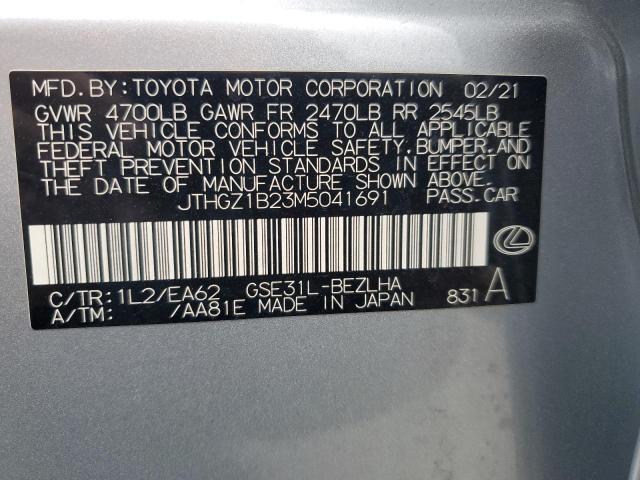 MFD. BY: TOYOTA MOTOR CORPORATION 02/21
GVWR 4700LB GAWR FR 2470LB RR 2545LB
THIS VEHICLE CONFORMS TO ALL APPLICABLE
FEDERAL MOTOR VEHICLE SAFETY, BUMPER, AND
THEFT PREVENTION STANDARDS IN EFFECT ON
THE DATE OF MANUFACTURE SHOWN ABOVE.
JTHGZ1B23M5041691 PASS.CAR
C/TR: 1L2/EA62 GSE31L-BEZLHA
A/TM: /AA81E MADE IN JAPAN 831 A